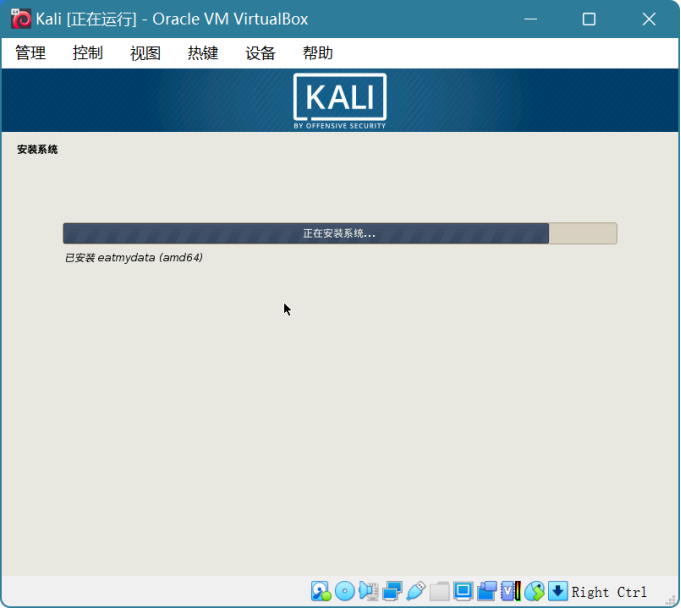 Kali [正在运行] - Oracle VM VirtualBox
管理 控制 视图 热键 设备 帮助
KALI
BY OFFENSIVE SECURITY
安装系统
正在安装系统...
已安装 eatmydata (amd64)
Right Ctrl